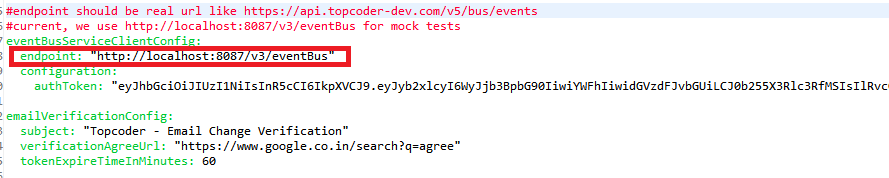 #endpoint should be real url like https://api.topcoder-dev.com/v5/bus/events
#current, we use http://localhost:8087/v3/eventBus for mock tests
eventBusServiceClientConfig:
endpoint: "http://localhost:8087/v3/eventBus"
configuration:
authToken: "eyJhbGciOiJIUzI1NiIsInR5cCI6IkpXVCJ9.eyJyb2xlcyI6WyJjb3BpbG90IiwiYWFhIiwidGVzdFJvbGUiLCJ0b255X3Rlc3RfMSIsIlRvc
emailVerificationConfig:
subject: "Topcoder - Email Change Verification"
verificationAgreeUrl: "https://www.google.co.in/search?q=agree"
tokenExpireTimeInMinutes: 60